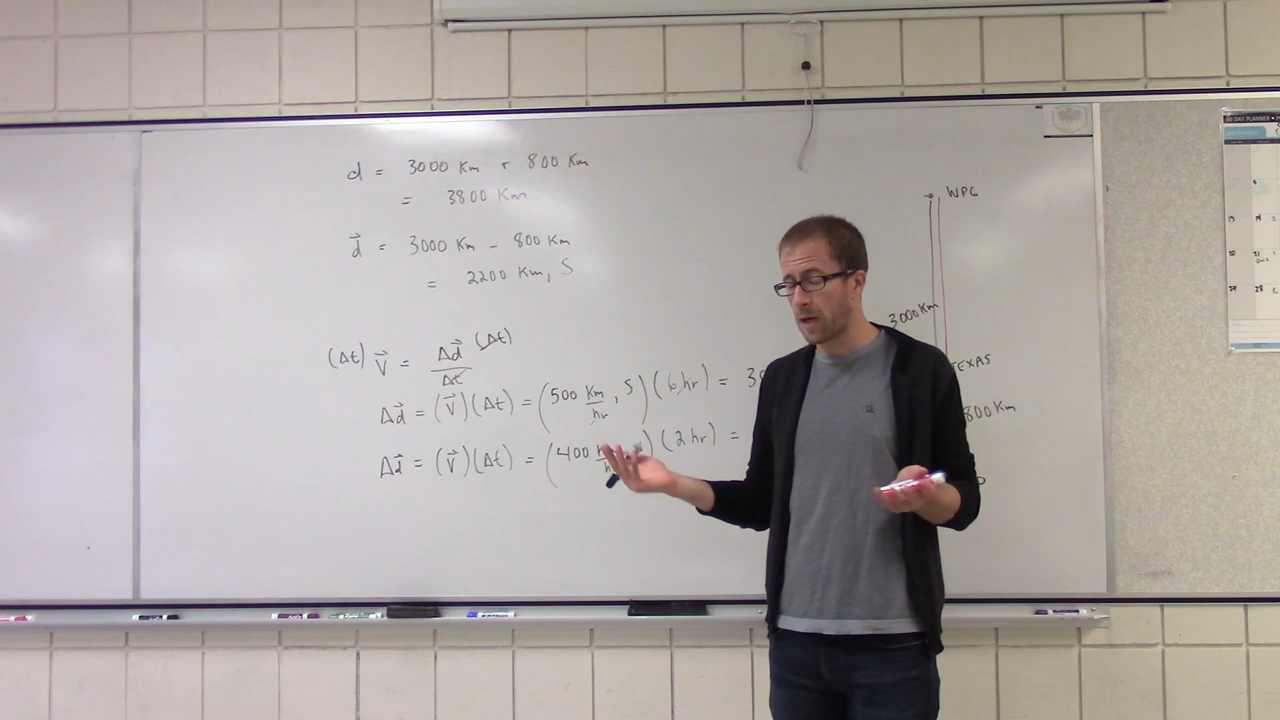 d = 3000 Km + 800 Km
= 3800 Km
d⃗ = 3000 Km - 800 Km
= 2200 Km, S
(Δt) V⃗ = Δd⃗ (Δt)
Δt
Δd⃗ = (V⃗)(Δt) = (500 Km/hr, S)(6 hr) = 3
Δd⃗ = (V⃗)(Δt) = (400 )(2 hr) =
WPG
3000 Km
TEXAS
800 Km